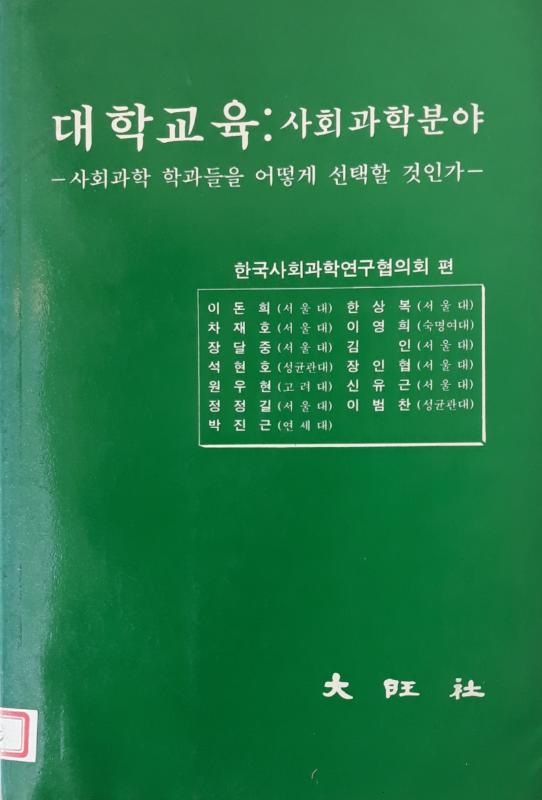 대학교육: 사회과학분야
-사회과학 학과들을 어떻게 선택할 것인가-
한국사회과학연구협의회 편
이돈희(서울대) 한상복(서울대)
차재호(서울대) 이영희(숙명여대)
장달중(서울대) 김 인(서울대)
석현호(성균관대) 장인협(서울대)
원우현(고려대) 신유근(서울대)
정정길(서울대) 이범찬(성균관대)
박진근(연세대)
大旺社